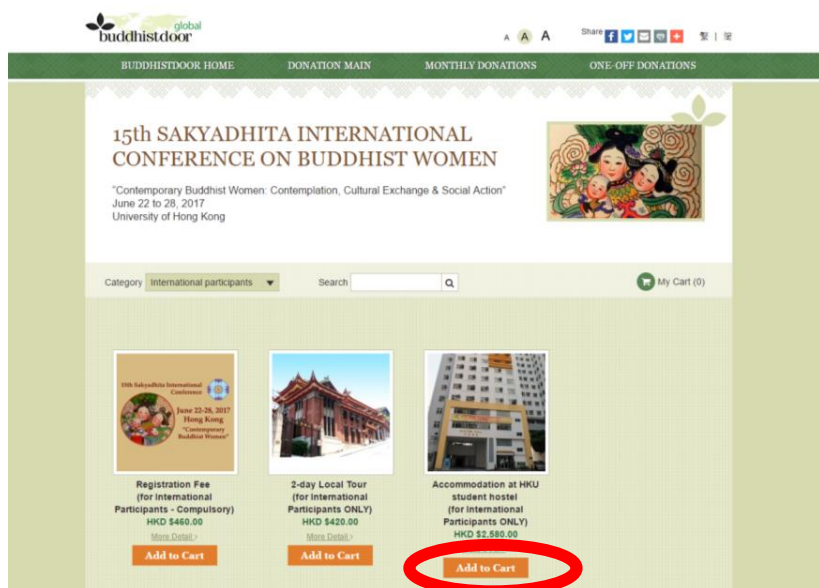 global
buddhistdoor
A A A
Share
繁 | 简
BUDDHISTDOOR HOME DONATION MAIN MONTHLY DONATIONS ONE-OFF DONATIONS
15th SAKYADHITA INTERNATIONAL
CONFERENCE ON BUDDHIST WOMEN
"Contemporary Buddhist Women: Contemplation, Cultural Exchange & Social Action"
June 22 to 28, 2017
University of Hong Kong
Category International participants Search My Cart (0)
15th Sakyadhita International
Conference
June 22-28, 2017
Hong Kong
"Contemporary
Buddhist Women"
Registration Fee
(for International
Participants - Compulsory)
HKD $460.00
More Detail >
Add to Cart
2-day Local Tour
(for International
Participants ONLY)
HKD $420.00
More Detail >
Add to Cart
Accommodation at HKU
student hostel
(for International
Participants ONLY)
HKD $2,580.00
Add to Cart